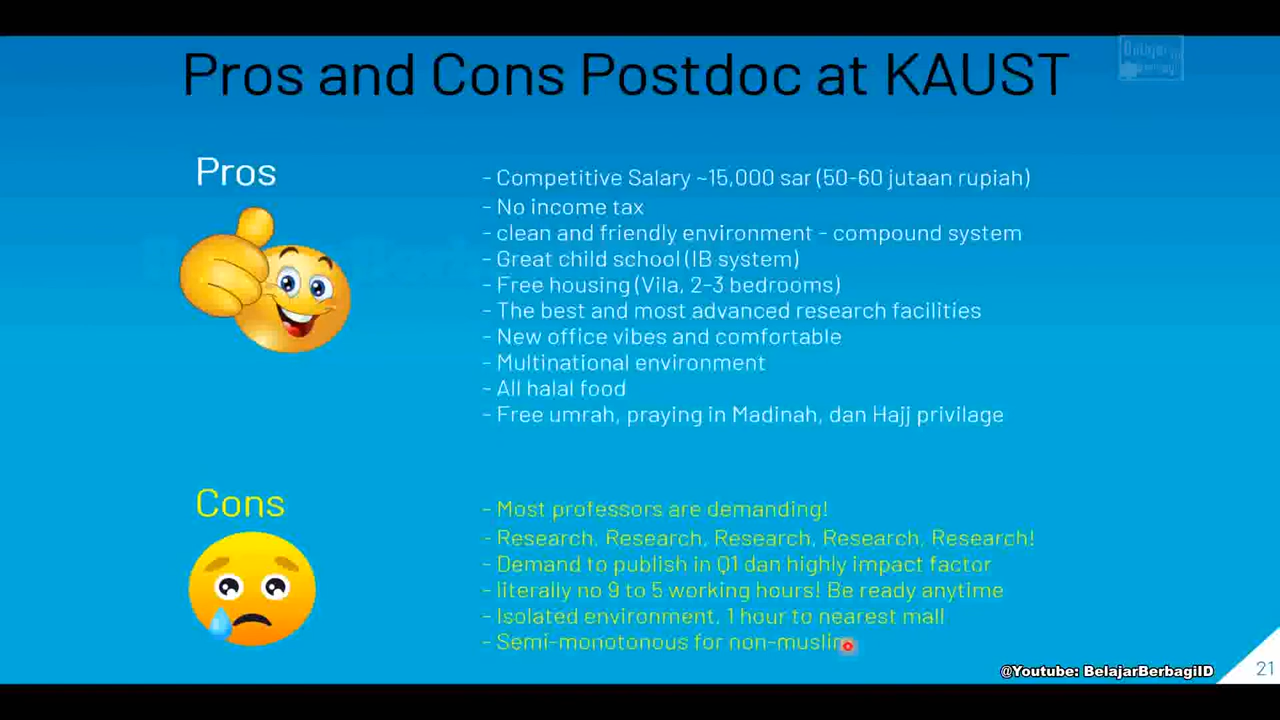 Pros and Cons Postdoc at KAUST
Pros
- Competitive Salary ~15,000 sar (50-60 jutaan rupiah)
- No income tax
- clean and friendly environment - compound system
- Great child school (IB system)
- Free housing (Vila, 2-3 bedrooms)
- The best and most advanced research facilities
- New office vibes and comfortable
- Multinational environment
- All halal food
- Free umrah, praying in Madinah, dan Hajj privilage
Cons
- Most professors are demanding!
- Research, Research, Research, Research, Research!
- Demand to publish in Q1 dan highly impact factor
- literally no 9 to 5 working hours! Be ready anytime
- Isolated environment, 1 hour to nearest mall
- Semi-monotonous for non-muslim
@Youtube: BelajarBerbagiID
21